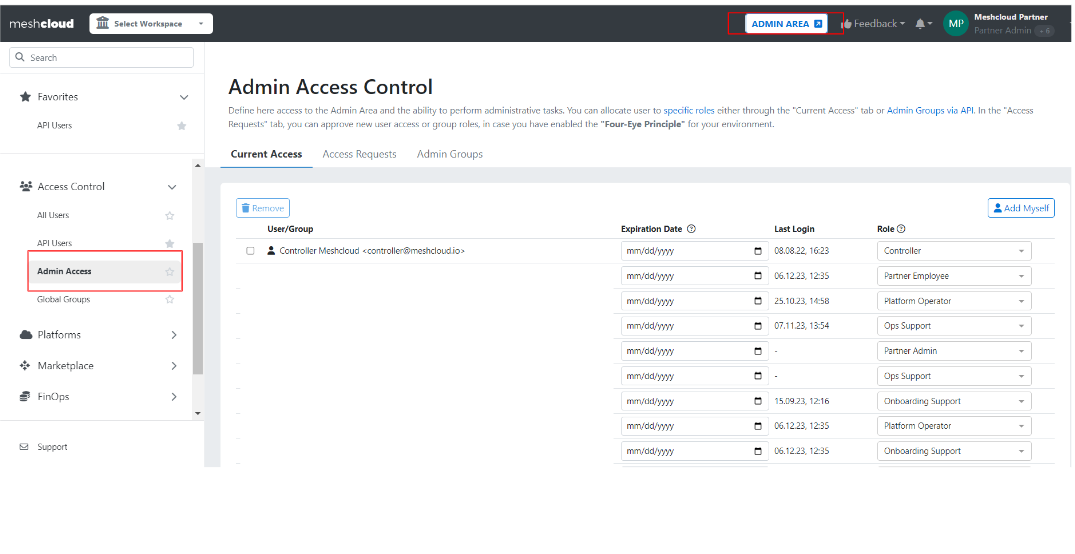 meshcloud
Select Workspace
ADMIN AREA
Feedback
MP
Meshcloud Partner
Partner Admin + 6
Search
Favorites
API Users
Access Control
All Users
API Users
Admin Access
Global Groups
Platforms
Marketplace
FinOps
Support
Admin Access Control
Define here access to the Admin Area and the ability to perform administrative tasks. You can allocate user to specific roles either through the "Current Access" tab or Admin Groups via API. In the "Access
Requests" tab, you can approve new user access or group roles, in case you have enabled the "Four-Eye Principle" for your environment.
Current Access Access Requests Admin Groups
Remove Add Myself
User/Group Expiration Date Last Login Role
Controller Meshcloud <controller@meshcloud.io> mm/dd/yyyy 08.08.22, 16:23 Controller
mm/dd/yyyy 06.12.23, 12:35 Partner Employee
mm/dd/yyyy 25.10.23, 14:58 Platform Operator
mm/dd/yyyy 07.11.23, 13:54 Ops Support
mm/dd/yyyy - Partner Admin
mm/dd/yyyy - Ops Support
mm/dd/yyyy 15.09.23, 12:16 Onboarding Support
mm/dd/yyyy 06.12.23, 12:35 Platform Operator
mm/dd/yyyy 06.12.23, 12:35 Onboarding Support